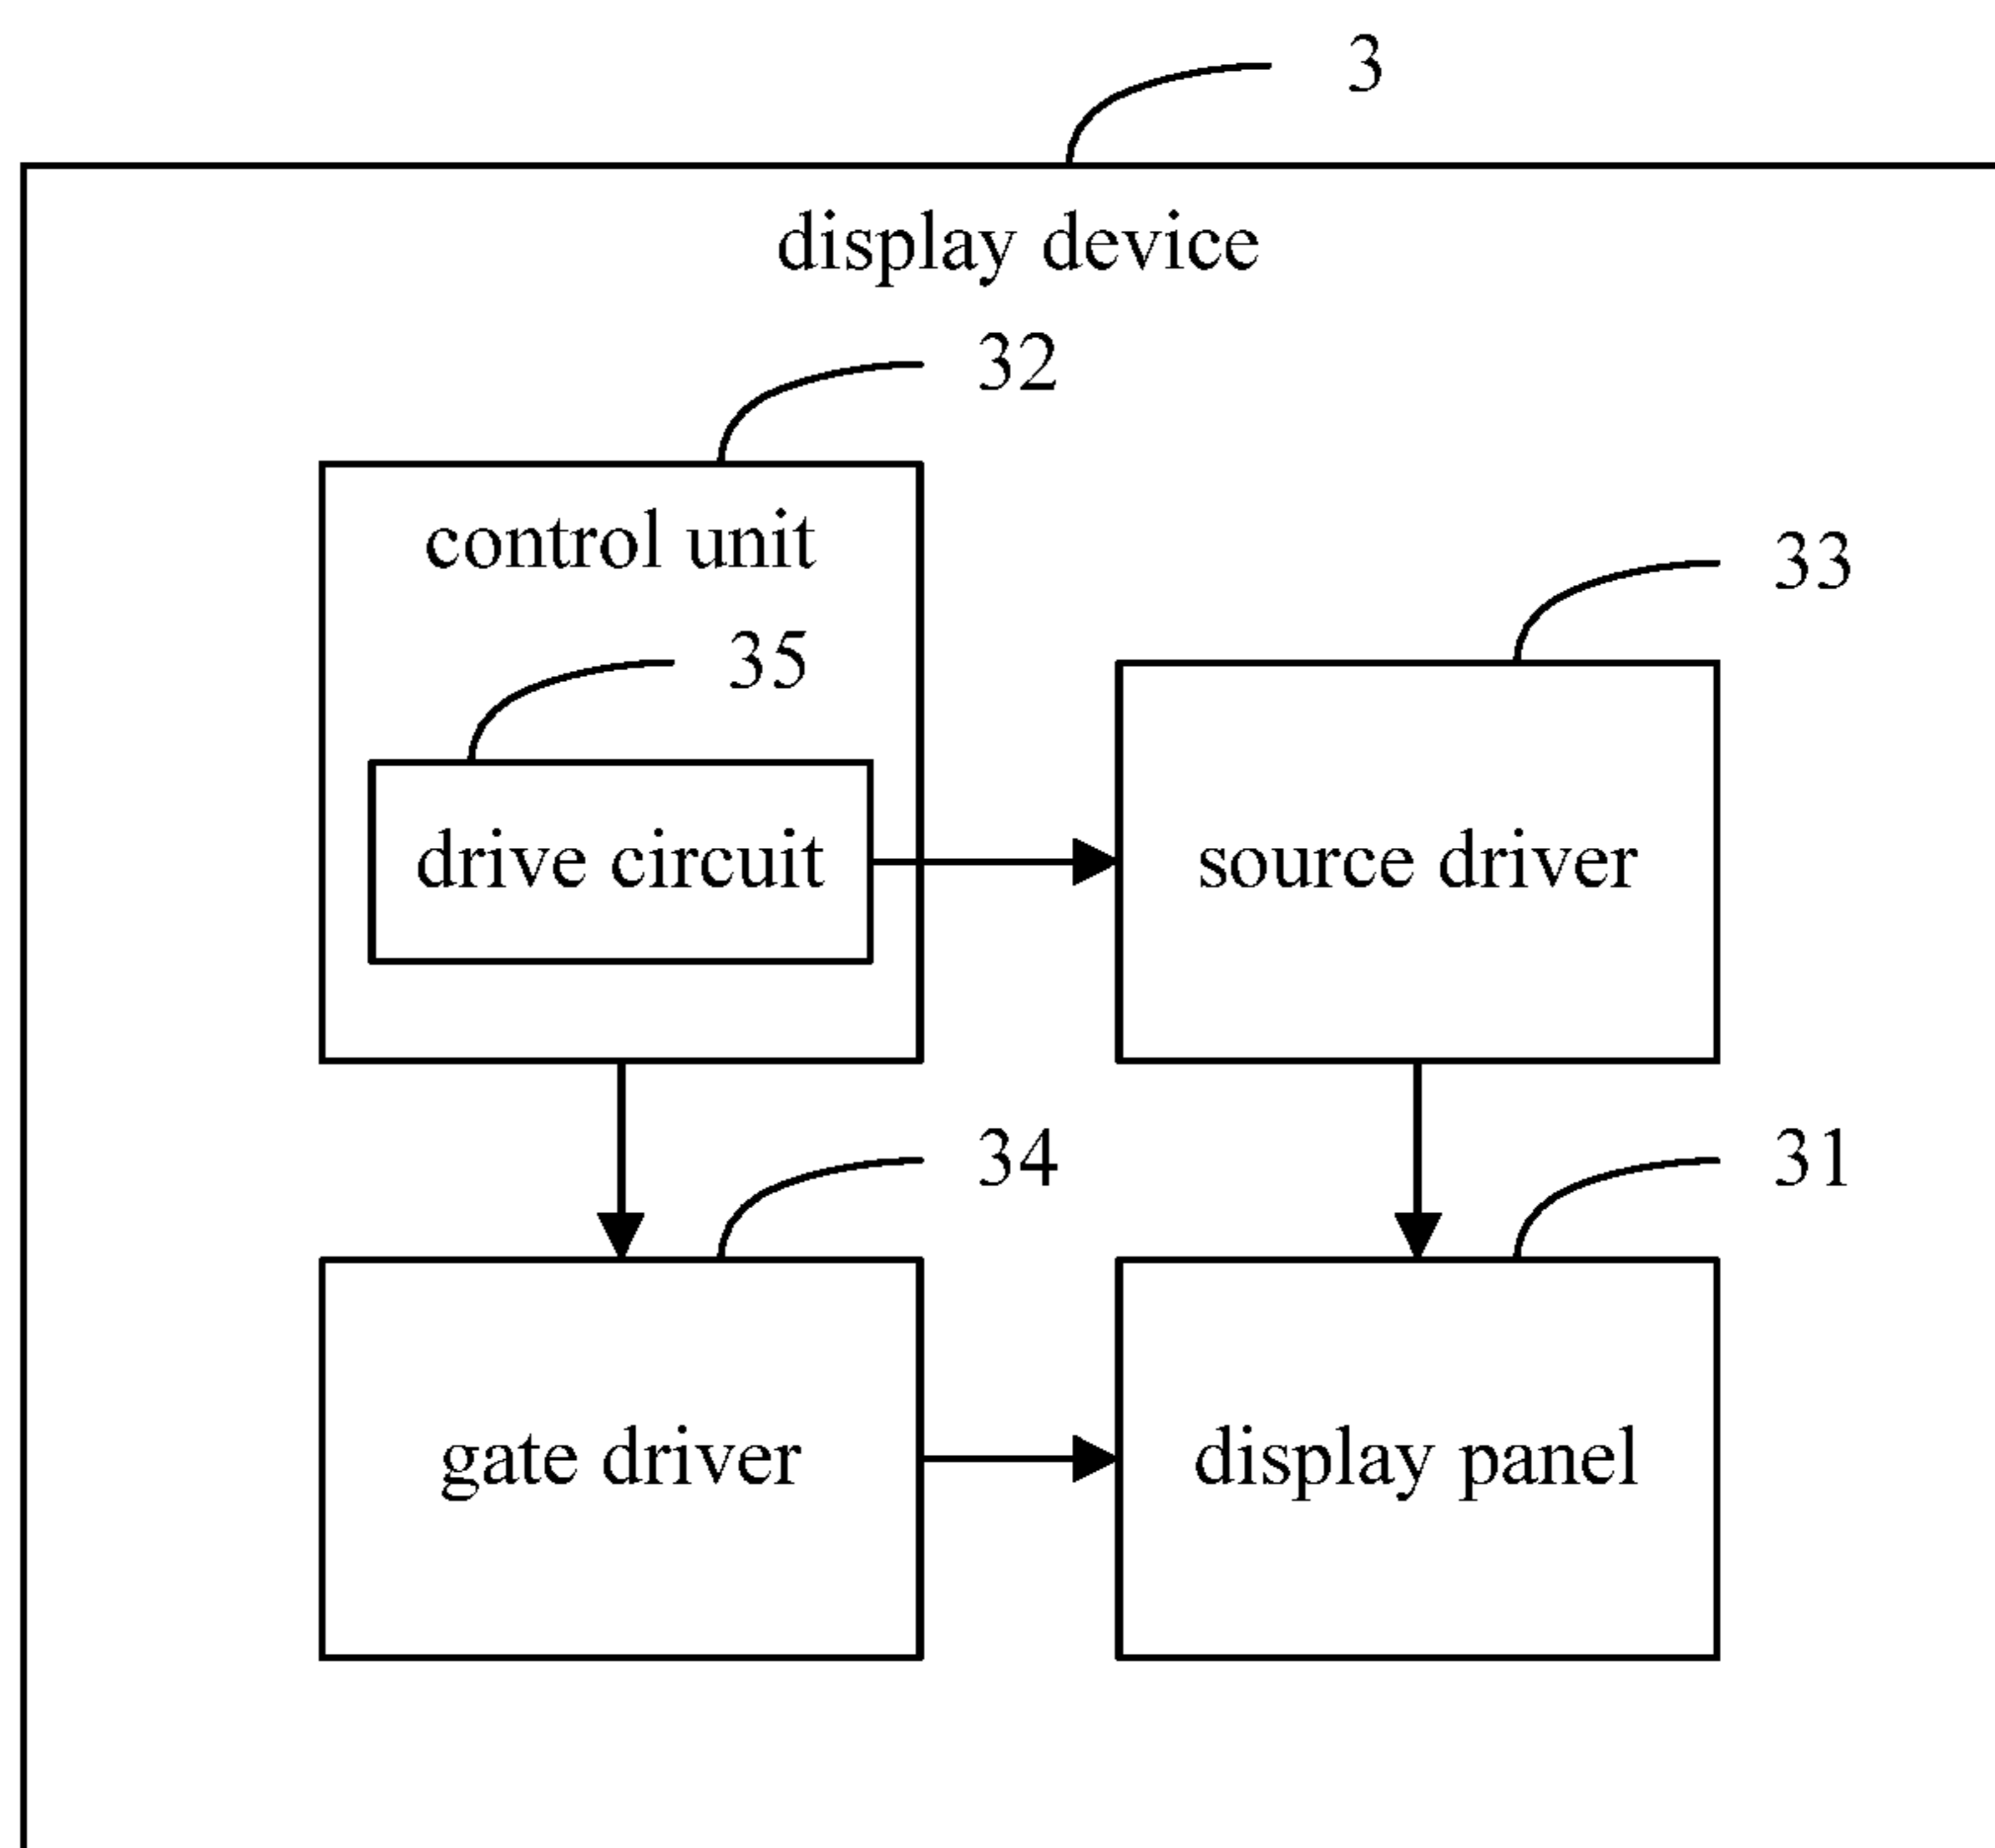 3
display device
32
control unit
33
35
drive circuit
source driver
34
31
gate driver
display panel